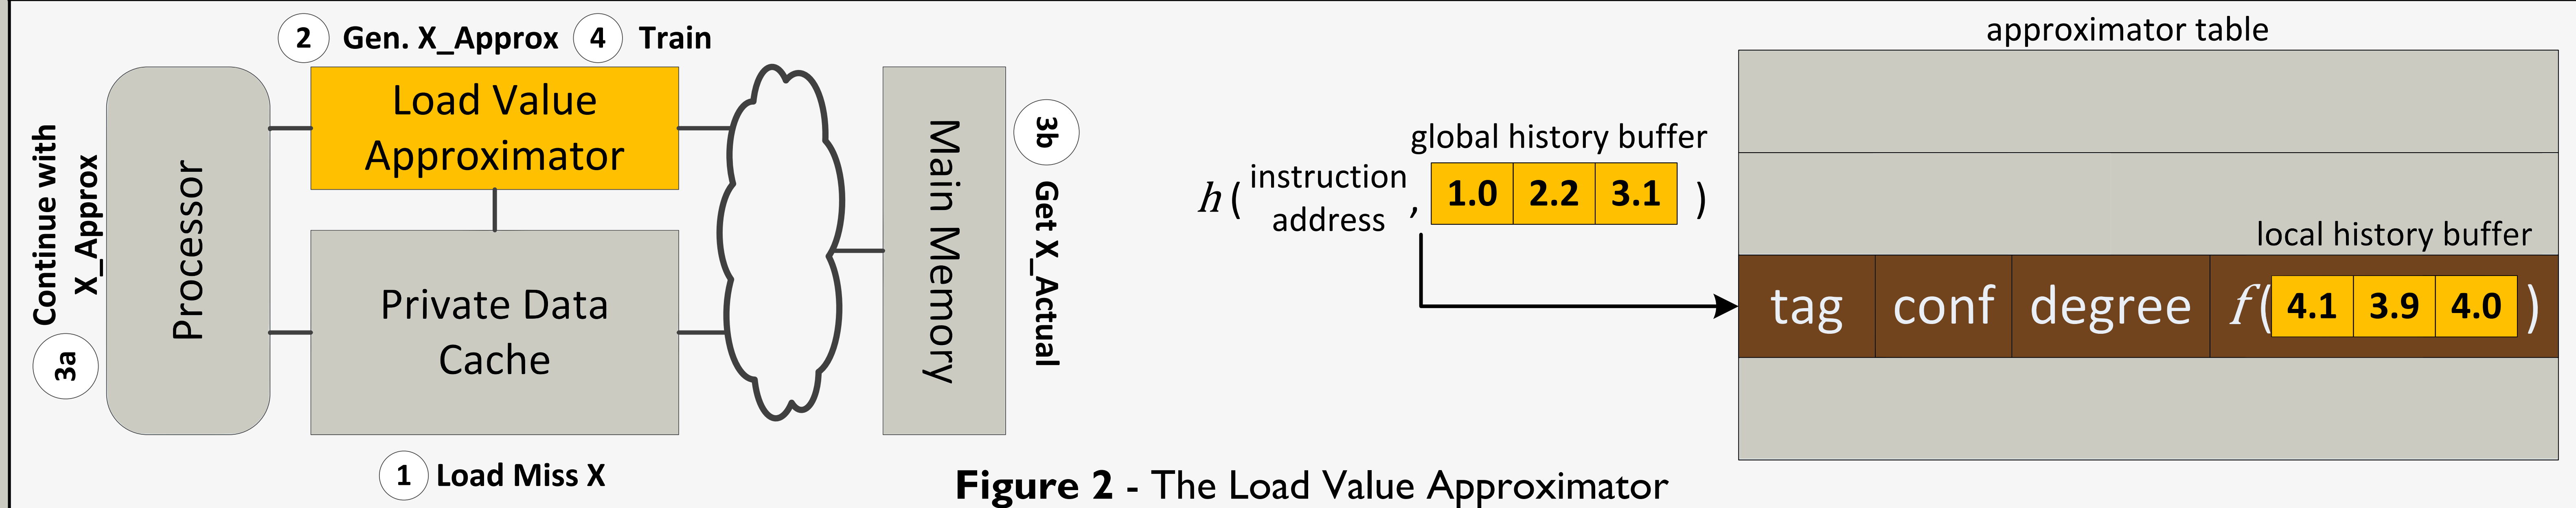 2 Gen. X_Approx 4 Train
Load Value
Approximator
Continue with
X_Approx
3a
Processor
Private Data
Cache
1 Load Miss X
Main Memory
3b Get X_Actual
approximator table
global history buffer
h ( instruction
address , 1.0 2.2 3.1 )
local history buffer
tag conf degree f( 4.1 3.9 4.0 )
Figure 2 - The Load Value Approximator